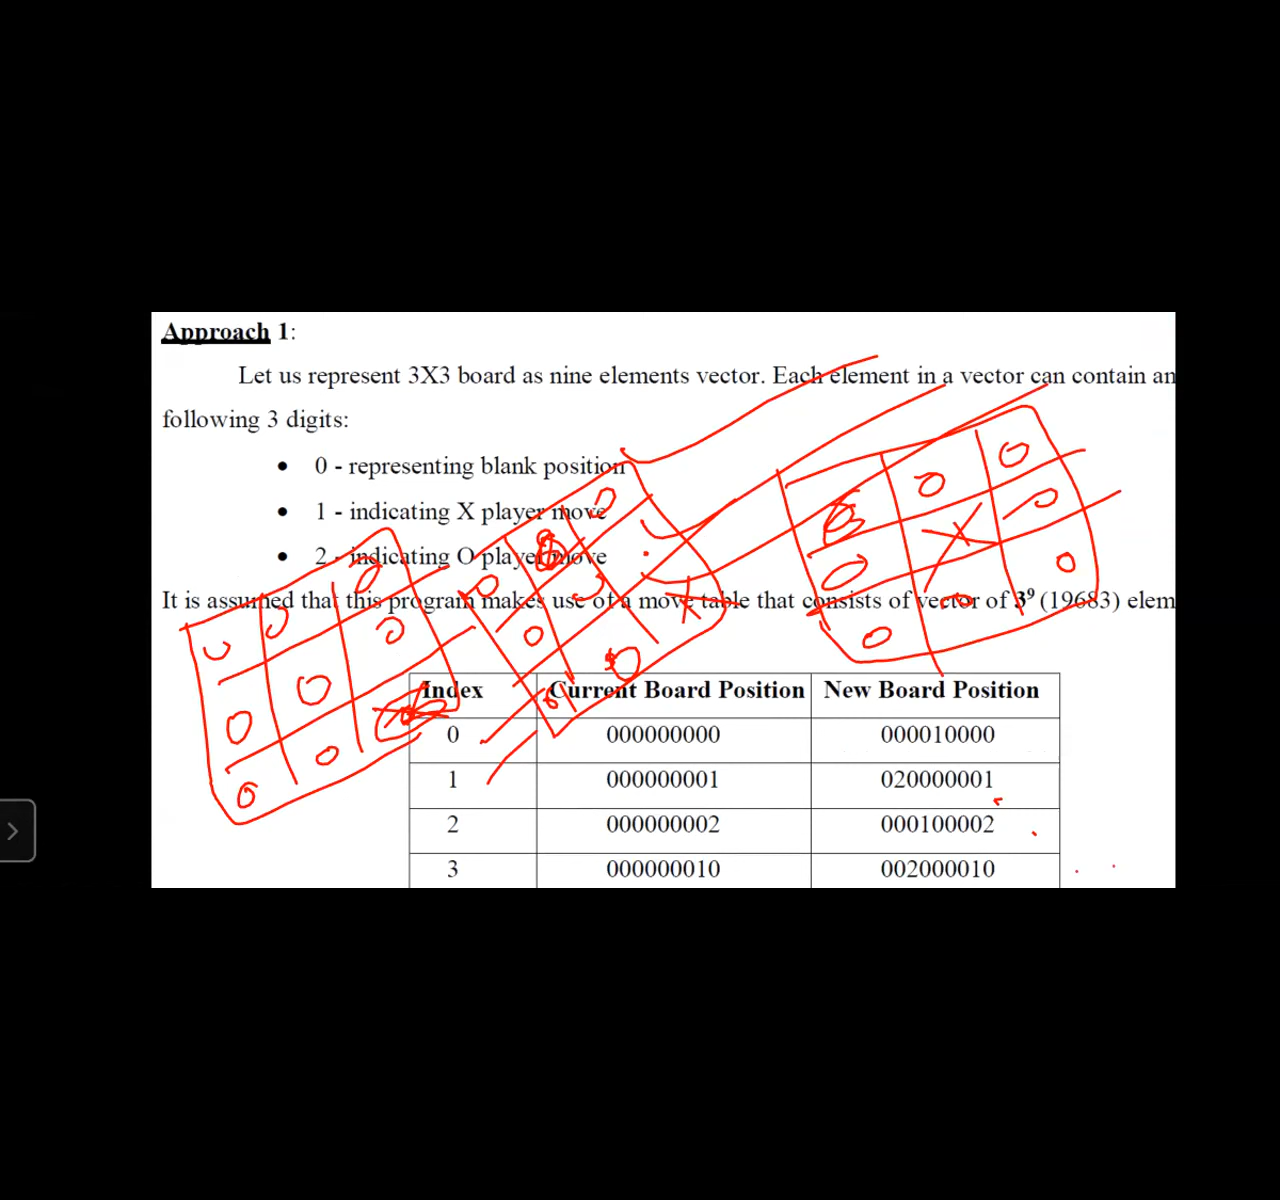 Approach 1:
Let us represent 3X3 board as nine elements vector. Each element in a vector can contain an
following 3 digits:
• 0 - representing blank position
• 1 - indicating X player move
• 2 - indicating O player move
It is assumed that this program makes use of a move table that consists of vector of 3⁹ (19683) elem
Index Current Board Position New Board Position
0 000000000 000010000
1 000000001 020000001
2 000000002 000100002
3 000000010 002000010